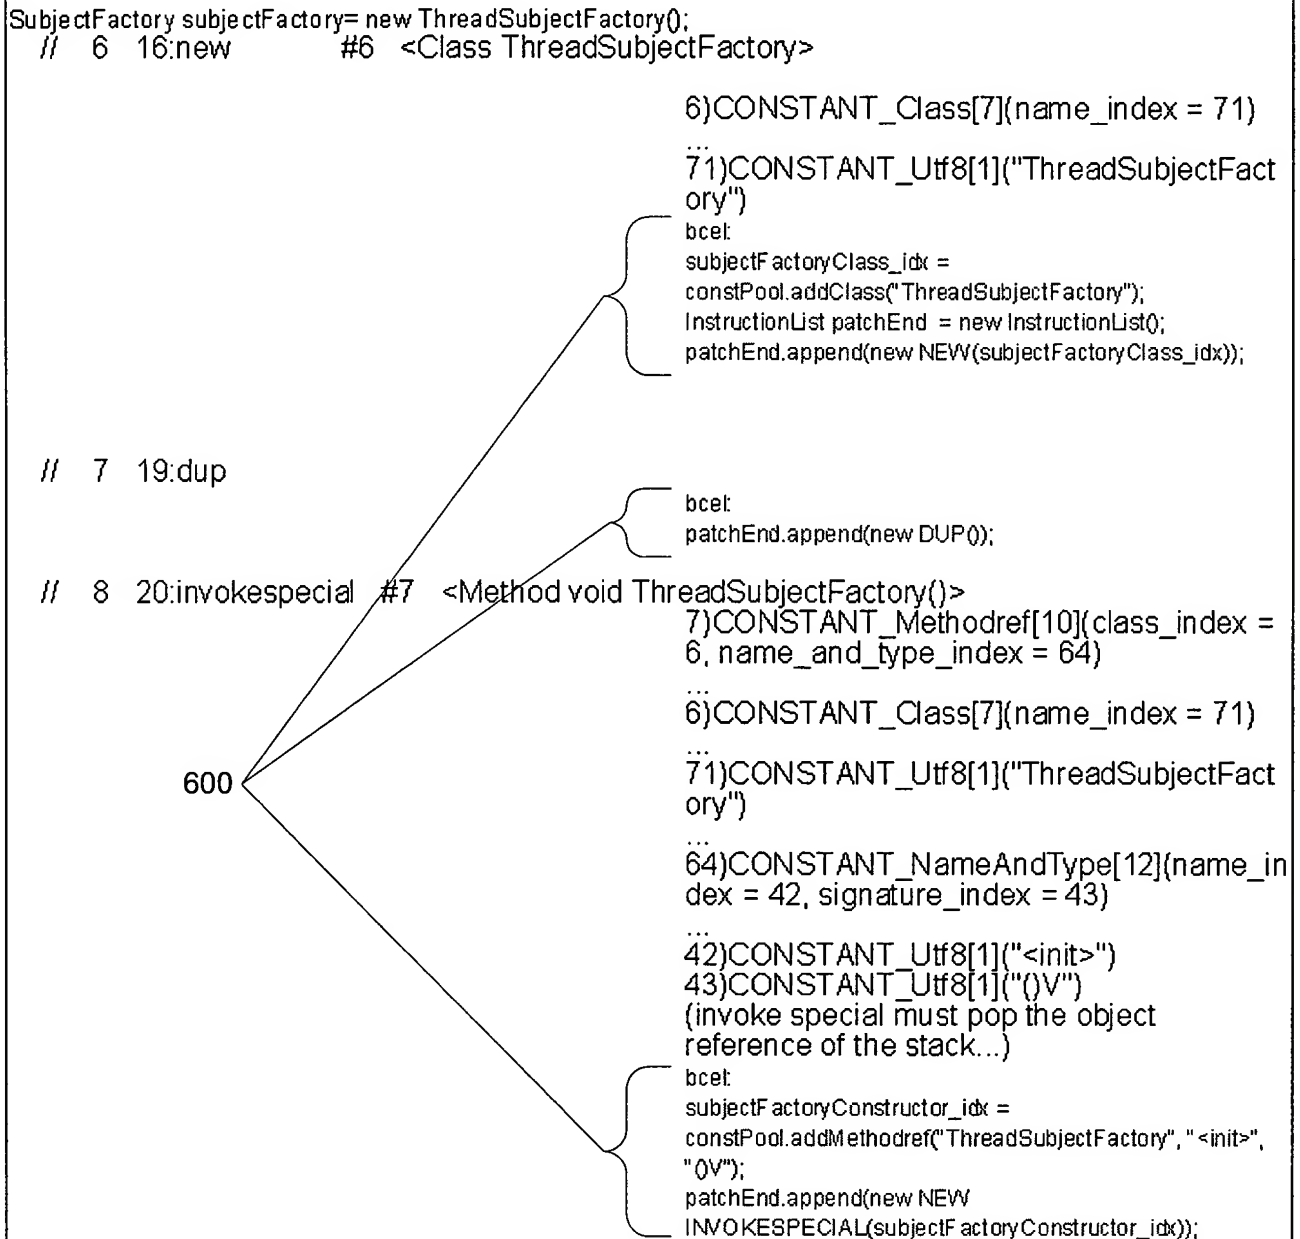 SubjectFactory subjectFactory= new ThreadSubjectFactory();
// 6 16:new #6 <Class ThreadSubjectFactory>
6)CONSTANT_Class[7](name_index = 71)
...
71)CONSTANT_Utf8[1]("ThreadSubjectFact
ory")
bcel:
subjectFactoryClass_idx =
constPool.addClass("ThreadSubjectFactory");
InstructionList patchEnd = new InstructionList();
patchEnd.append(new NEW(subjectFactoryClass_idx));
// 7 19:dup
bcel:
patchEnd.append(new DUP());
// 8 20:invokespecial #7 <Method void ThreadSubjectFactory()>
7)CONSTANT_Methodref[10](class_index =
6, name_and_type_index = 64)
...
6)CONSTANT_Class[7](name_index = 71)
...
71)CONSTANT_Utf8[1]("ThreadSubjectFact
ory")
...
600
64)CONSTANT_NameAndType[12](name_in
dex = 42, signature_index = 43)
...
42)CONSTANT_Utf8[1]("<init>")
43)CONSTANT_Utf8[1]("()V")
(invoke special must pop the object
reference of the stack...)
bcel:
subjectFactoryConstructor_idx =
constPool.addMethodref("ThreadSubjectFactory", "<init>",
"()V");
patchEnd.append(new NEW
INVOKESPECIAL(subjectFactoryConstructor_idx));